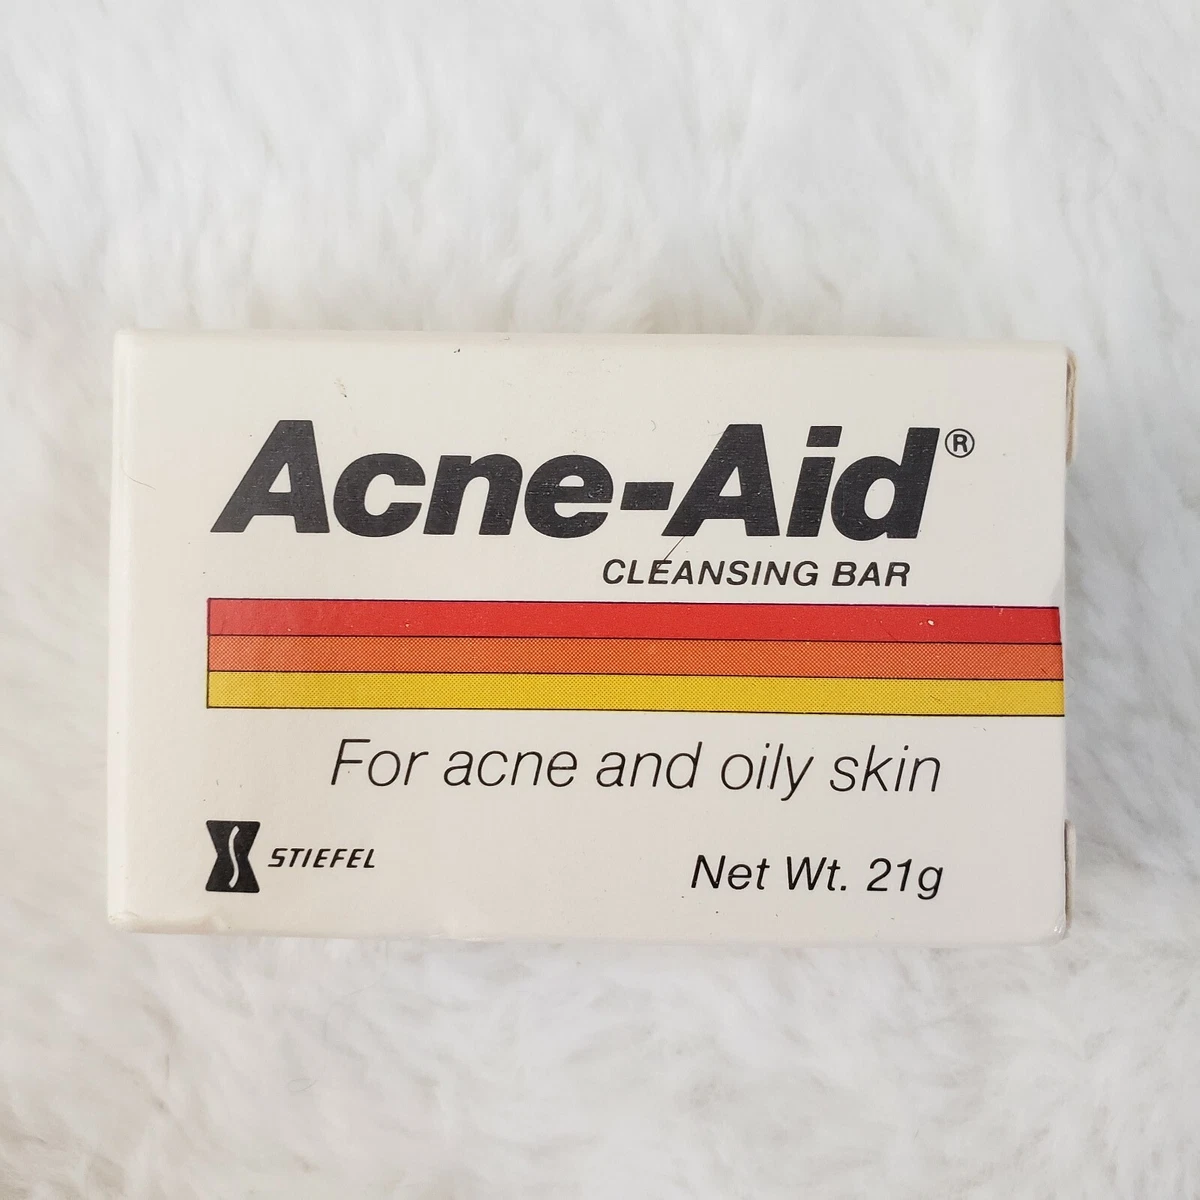 Acne-Aid®
CLEANSING BAR
For acne and oily skin
STIEFEL
Net Wt. 21g